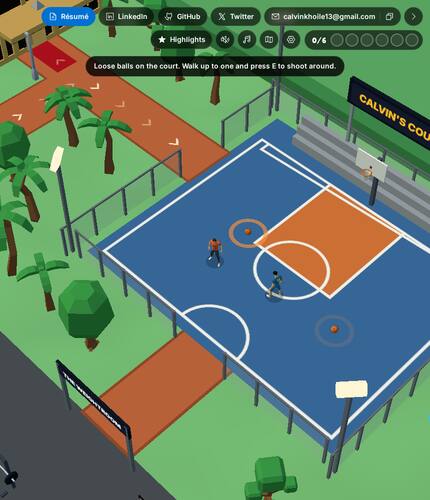 Résumé
LinkedIn
GitHub
Twitter
calvinkhoile13@gmail.com
Highlights
0/6
Loose balls on the court. Walk up to one and press E to shoot around.
CALVIN'S COU